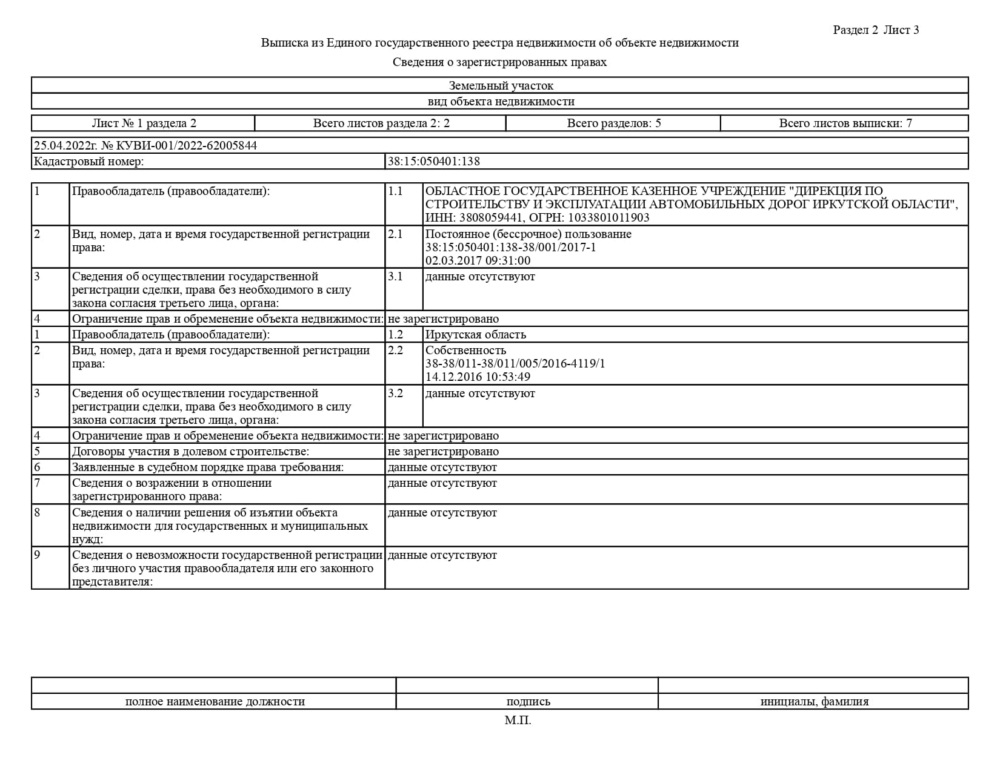 Раздел 2 Лист 3
Выписка из Единого государственного реестра недвижимости об объекте недвижимости
Сведения о зарегистрированных правах
Земельный участок
вид объекта недвижимости
Лист № 1 раздела 2 Всего листов раздела 2: 2 Всего разделов: 5 Всего листов выписки: 7
25.04.2022г. № КУВИ-001/2022-62005844
Кадастровый номер: 38:15:050401:138
1 Правообладатель (правообладатели): 1.1 ОБЛАСТНОЕ ГОСУДАРСТВЕННОЕ КАЗЕННОЕ УЧРЕЖДЕНИЕ "ДИРЕКЦИЯ ПО
СТРОИТЕЛЬСТВУ И ЭКСПЛУАТАЦИИ АВТОМОБИЛЬНЫХ ДОРОГ ИРКУТСКОЙ ОБЛАСТИ",
ИНН: 3808059441, ОГРН: 1033801011903
2 Вид, номер, дата и время государственной регистрации
права:
2.1 Постоянное (бессрочное) пользование
38:15:050401:138-38/001/2017-1
02.03.2017 09:31:00
3 Сведения об осуществлении государственной
регистрации сделки, права без необходимого в силу
закона согласия третьего лица, органа:
3.1 данные отсутствуют
4 Ограничение прав и обременение объекта недвижимости: не зарегистрировано
1 Правообладатель (правообладатели): 1.2 Иркутская область
2 Вид, номер, дата и время государственной регистрации
права:
2.2 Собственность
38-38/011-38/011/005/2016-4119/1
14.12.2016 10:53:49
3 Сведения об осуществлении государственной
регистрации сделки, права без необходимого в силу
закона согласия третьего лица, органа:
3.2 данные отсутствуют
4 Ограничение прав и обременение объекта недвижимости: не зарегистрировано
5 Договоры участия в долевом строительстве: не зарегистрировано
6 Заявленные в судебном порядке права требования: данные отсутствуют
7 Сведения о возражении в отношении
зарегистрированного права:
данные отсутствуют
8 Сведения о наличии решения об изъятии объекта
недвижимости для государственных и муниципальных
нужд:
данные отсутствуют
9 Сведения о невозможности государственной регистрации
без личного участия правообладателя или его законного
представителя:
данные отсутствуют
полное наименование должности подпись инициалы, фамилия
М.П.